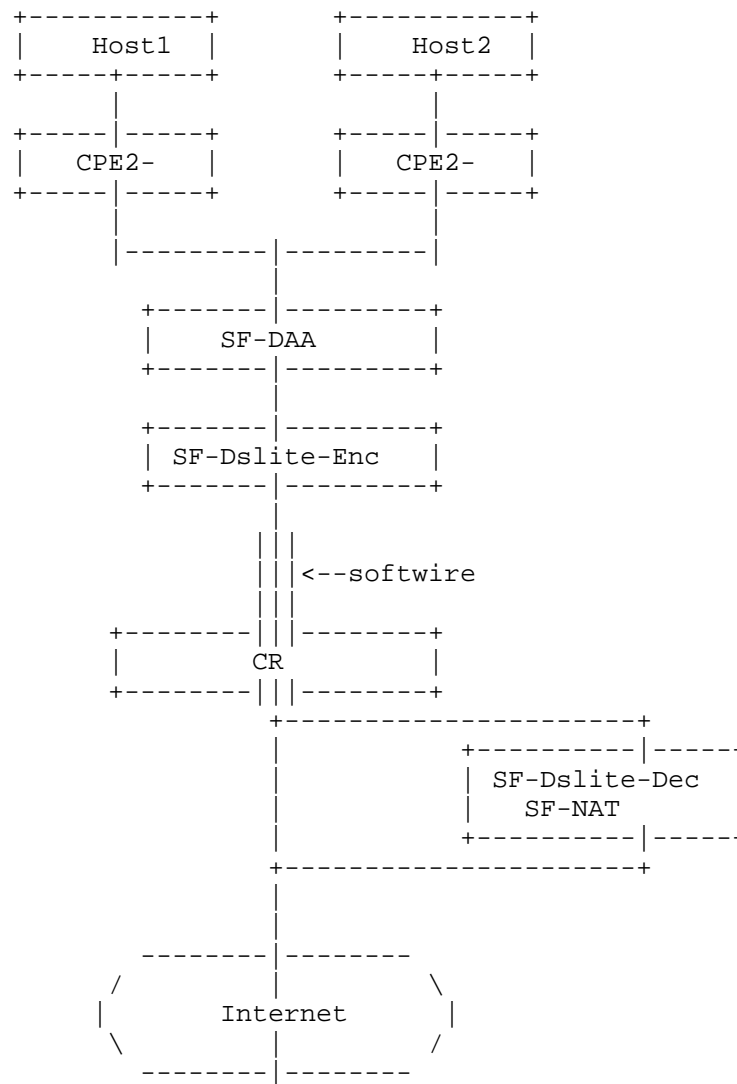 Host1 Host2
CPE2- CPE2-
SF-DAA
SF-Dslite-Enc
<--softwire
CR
SF-Dslite-Dec
SF-NAT
Internet